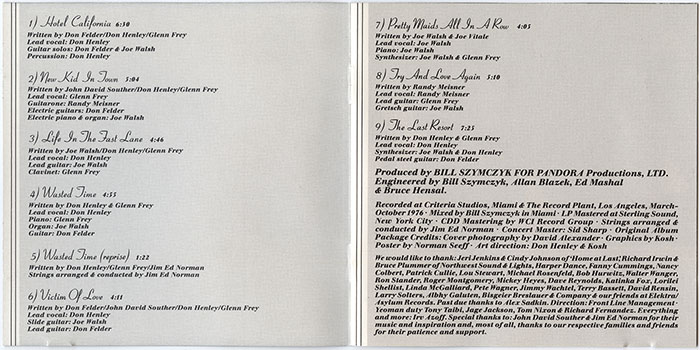 1) Hotel California 6:30
Written by Don Felder/Don Henley/Glenn Frey
Lead vocal: Don Henley
Guitar solos: Don Felder & Joe Walsh
Percussion: Don Henley
2) New Kid In Town 5:04
Written by John David Souther/Don Henley/Glenn Frey
Lead vocal: Glenn Frey
Guitarone: Randy Meisner
Electric guitars: Don Felder
Electric piano & organ: Joe Walsh
3) Life In The Fast Lane 4:46
Written by Joe Walsh/Don Henley/Glenn Frey
Lead vocal: Don Henley
Lead guitar: Joe Walsh
Clavinet: Glenn Frey
4) Wasted Time 4:55
Written by Don Henley & Glenn Frey
Lead vocal: Don Henley
Piano: Glenn Frey
Organ: Joe Walsh
Guitar: Don Felder
5) Wasted Time (reprise) 1:22
Written by Don Henley/Glenn Frey/Jim Ed Norman
Strings arranged & conducted by Jim Ed Norman
6) Victim Of Love 4:11
Written by Don Felder/John David Souther/Don Henley/Glenn Frey
Lead vocal: Don Henley
Slide guitar: Joe Walsh
Lead guitar: Don Felder
7) Pretty Maids All In A Row 4:05
Written by Joe Walsh & Joe Vitale
Lead vocal: Joe Walsh
Piano: Joe Walsh
Synthesizer: Joe Walsh & Glenn Frey
8) Try And Love Again 5:10
Written by Randy Meisner
Lead vocal: Randy Meisner
Lead guitar: Glenn Frey
Gretsch guitar: Joe Walsh
9) The Last Resort 7:25
Written by Don Henley & Glenn Frey
Lead vocal: Don Henley
Synthesizer: Joe Walsh & Don Henley
Pedal steel guitar: Don Felder
Produced by BILL SZYMCZYK FOR PANDORA Productions, LTD.
Engineered by Bill Szymczyk, Allan Blazek, Ed Mashal
& Bruce Hensal.
Recorded at Criteria Studios, Miami & The Record Plant, Los Angeles, March-
October 1976 · Mixed by Bill Szymczyk in Miami · LP Mastered at Sterling Sound,
New York City · CDD Mastering by WCI Record Group · Strings arranged &
conducted by Jim Ed Norman · Concert Master: Sid Sharp · Original Album
Package Credits: Cover photography by David Alexander · Graphics by Kosh ·
Poster by Norman Seeff · Art direction: Don Henley & Kosh
We would like to thank: Jeri Jenkins & Cindy Johnson of 'Home at Last', Richard Irwin &
Bruce Plummer of Northwest Sound & Lights, Harper Dance, Fanny Cummings, Nancy
Colbert, Patrick Cullie, Lou Stewart, Michael Rosenfeld, Bob Hurwitz, Walter Wenger,
Ron Stander, Roger Montgomery, Mickey Heyes, Dave Reynolds, Katinka Foz, Lorilel
Shellist, Linda McGalliard, Pete Wagner, Jimmy Wachtel, Terry Bassett, David Rensin,
Larry Solters, Abby Galuten, Bisgeier Breslauer & Company & our friends at Elektra/
Asylum Records. Past due thanks to Alex Sadkin. Direction: Front Line Management ·
Yeoman duty Tony Taibi, Jage Jackson, Tom Nixon & Richard Fernandez. Everything
and more: Irv Azoff. Special thanks to: John David Souther & Jim Ed Norman for their
music and inspiration and, most of all, thanks to our respective families and friends
for their patience and support.